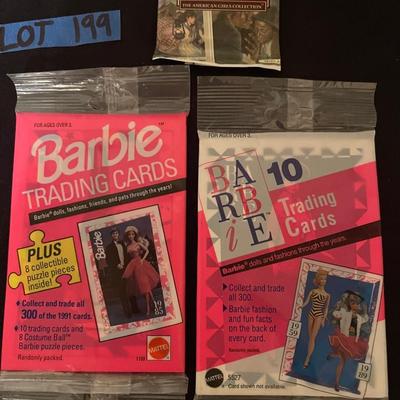 LOT 199
THE AMERICAN GIRLS COLLECTION
FOR AGES OVER 3.
Barbie™
TRADING CARDS
Barbie® dolls, fashions, friends, and pets through the years!
PLUS
8 collectible
puzzle pieces
inside!
Barbie
1985
• Collect and trade all
300 of the 1991 cards.
• 10 trading cards and
8 Costume Ball™
Barbie puzzle pieces.
Randomly packed.
MATTEL
FOR AGES OVER 3.
BARBiE
10
Trading
Cards
Barbie® dolls and fashions through the years.
▶ Collect and
trade all 300.
▶ Barbie fashion
and fun facts
on the back of
every card.
Randomly packed.
1959
1989
MATTEL
5527
Card shown not available.